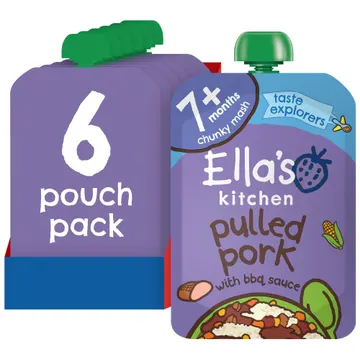 6
pouch
pack
7+
months
chunky mash
taste
explorers
Ella's
kitchen
pulled
pork
with bbq sauce